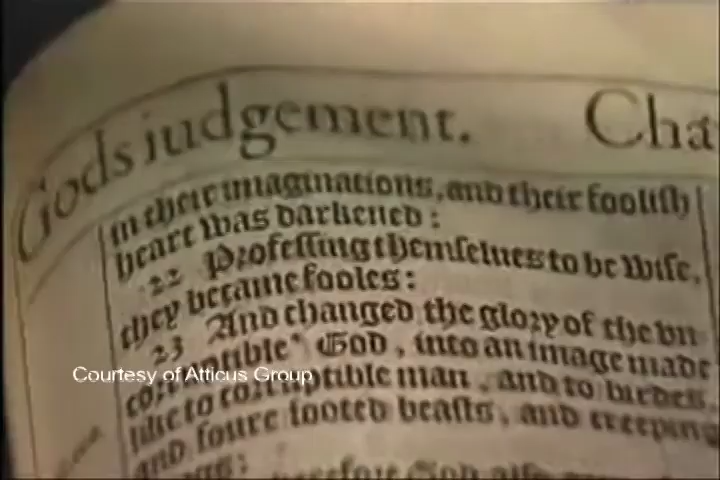 Gods judgement. Cha
in their imaginations, and their foolish
heart was darkened:
22 Professing themselues to be wise,
they became fooles:
23 And changed the glory of the vn
corruptible God, into an image made
like to corruptible man, and to birdes,
and foure footed beasts, and creeping
Courtesy of Atticus Group